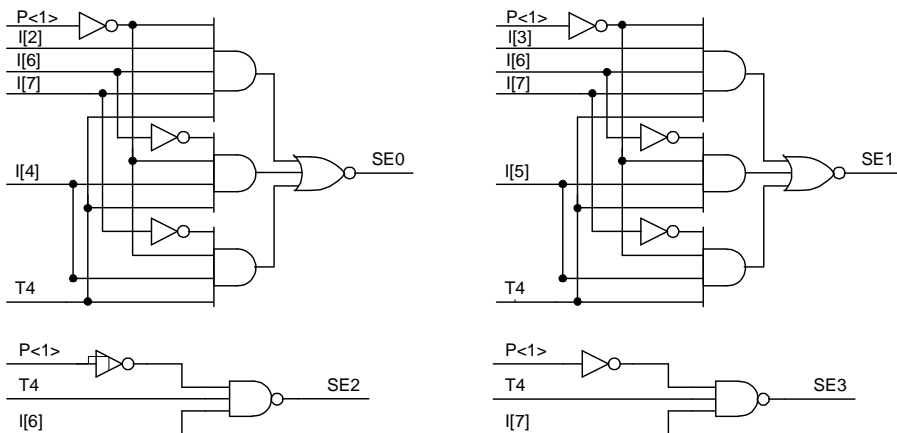 P<1>
I[2]
I[6]
I[7]
I[4]
T4
SE0
P<1>
I[3]
I[6]
I[7]
I[5]
T4
SE1
P<1>
T4
I[6]
SE2
P<1>
T4
I[7]
SE3